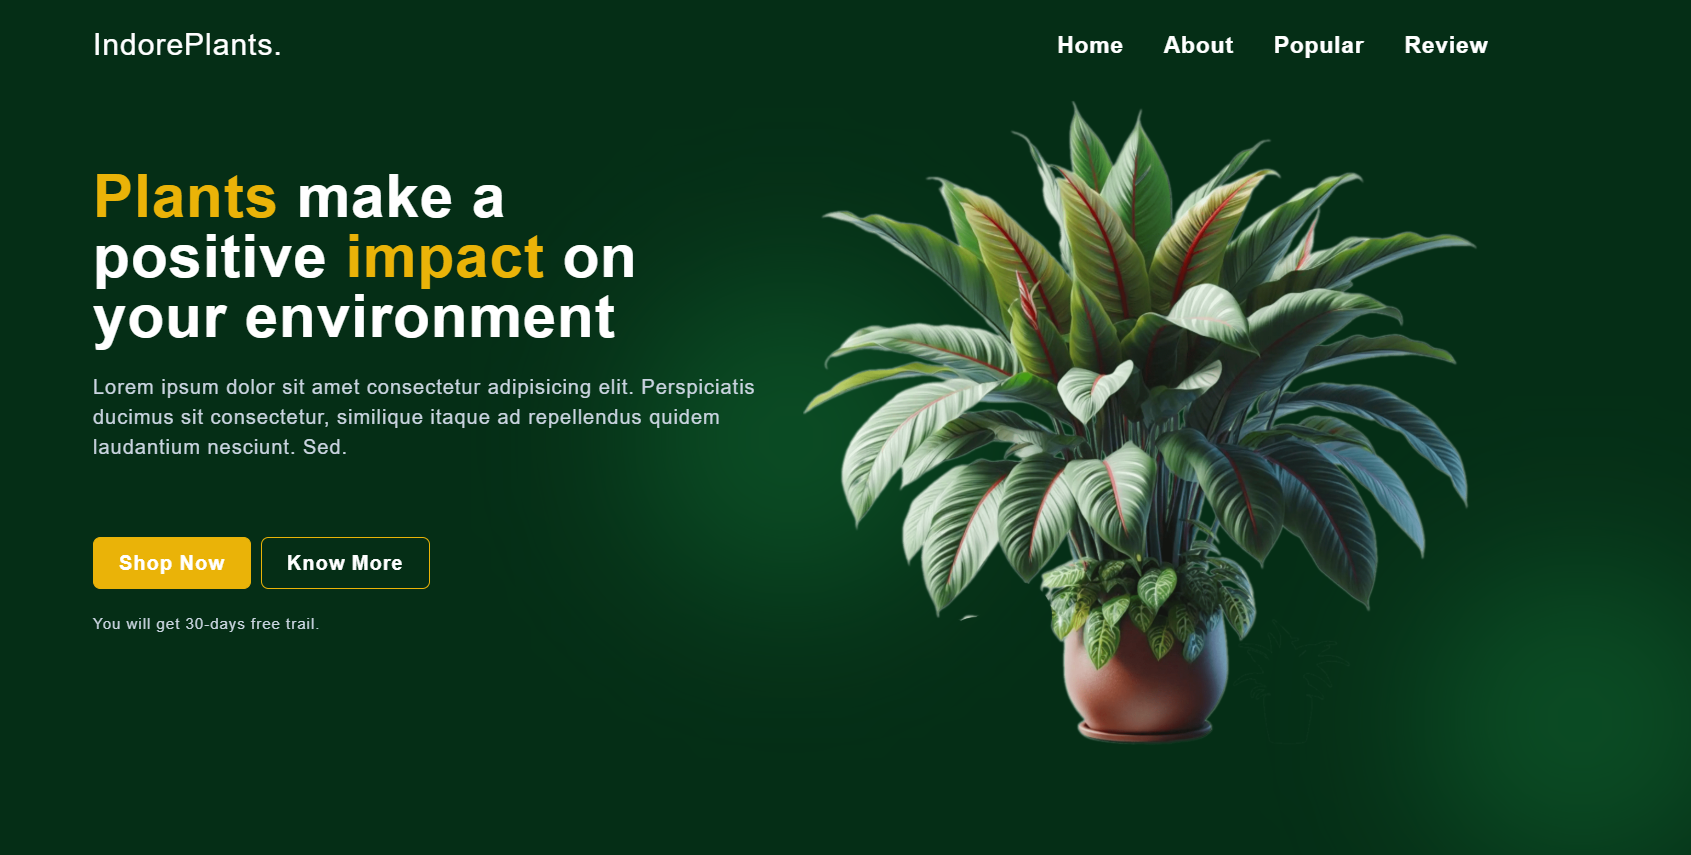 IndorePlants.
Home About Popular Review
Plants make a
positive impact on
your environment
Lorem ipsum dolor sit amet consectetur adipisicing elit. Perspiciatis
ducimus sit consectetur, similique itaque ad repellendus quidem
laudantium nesciunt. Sed.
Shop Now Know More
You will get 30-days free trail.